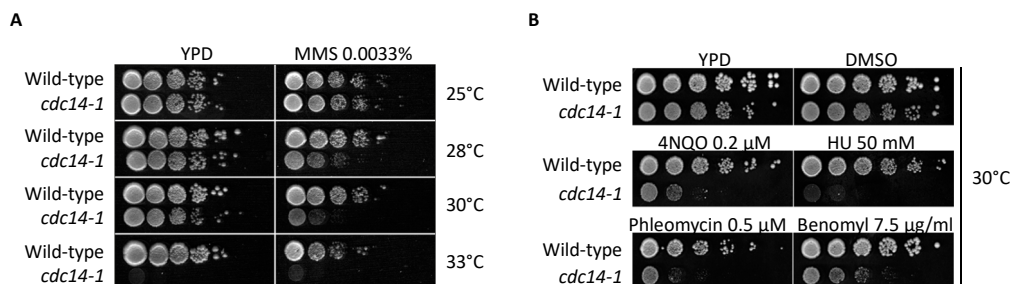 A
YPD MMS 0.0033%
Wild-type
cdc14-1
25°C
Wild-type
cdc14-1
28°C
Wild-type
cdc14-1
30°C
Wild-type
cdc14-1
33°C
B
YPD DMSO
Wild-type
cdc14-1
4NQO 0.2 µM HU 50 mM
Wild-type
cdc14-1
30°C
Phleomycin 0.5 µM Benomyl 7.5 µg/ml
Wild-type
cdc14-1